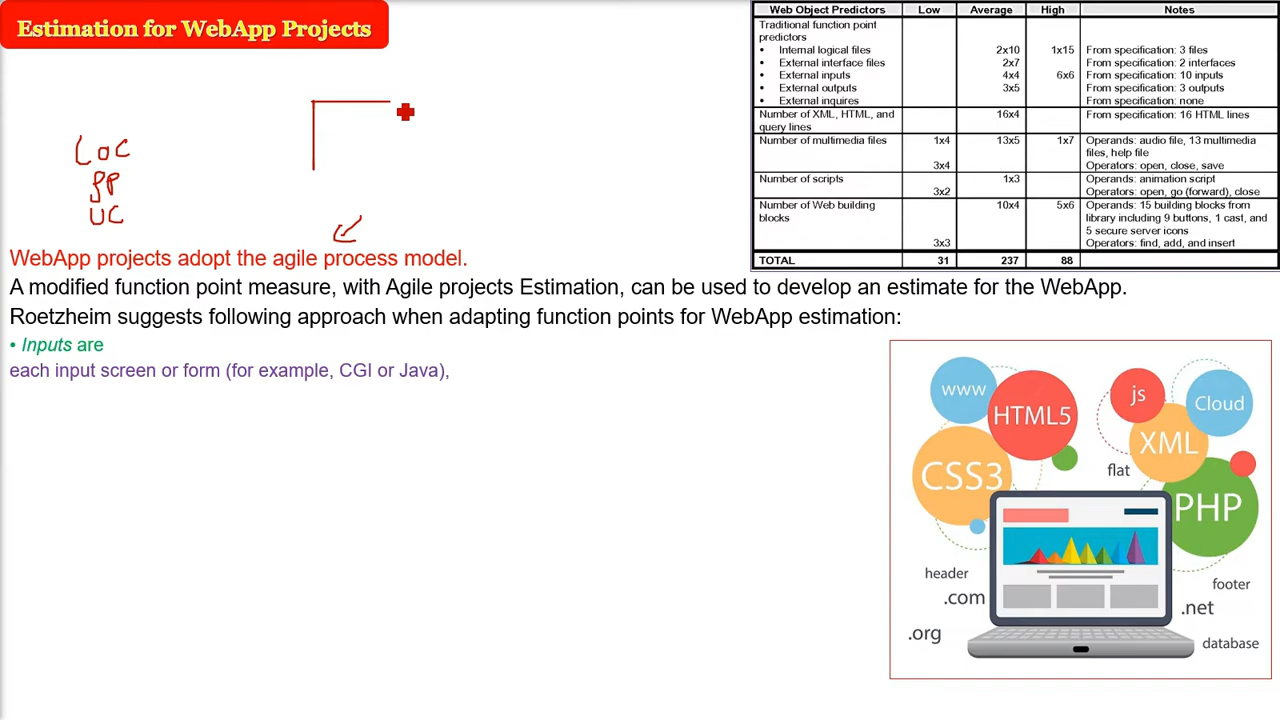 Estimation for WebApp Projects
LOC
FP
UC
WebApp projects adopt the agile process model.
A modified function point measure, with Agile projects Estimation, can be used to develop an estimate for the WebApp.
Roetzheim suggests following approach when adapting function points for WebApp estimation:
• Inputs are
each input screen or form (for example, CGI or Java),
Web Object Predictors Low Average High Notes
Traditional function point
predictors
• Internal logical files 2x10 1x15 From specification: 3 files
• External interface files 2x7 From specification: 2 interfaces
• External inputs 4x4 6x6 From specification: 10 inputs
• External outputs 3x5 From specification: 3 outputs
• External inquires From specification: none
Number of XML, HTML, and 16x4 From specification: 16 HTML lines
query lines
Number of multimedia files 1x4 13x5 1x7 Operands: audio file, 13 multimedia
files, help file
3x4 Operators: open, close, save
Number of scripts 1x3 Operands: animation script
3x2 Operators: open, go (forward), close
Number of Web building 10x4 5x6 Operands: 15 building blocks from
blocks library including 9 buttons, 1 cast, and
5 secure server icons
3x3 Operators: find, add, and insert
TOTAL 31 237 88
www
HTML5
js
Cloud
XML
CSS3
flat
PHP
header
footer
.com
.net
.org
database